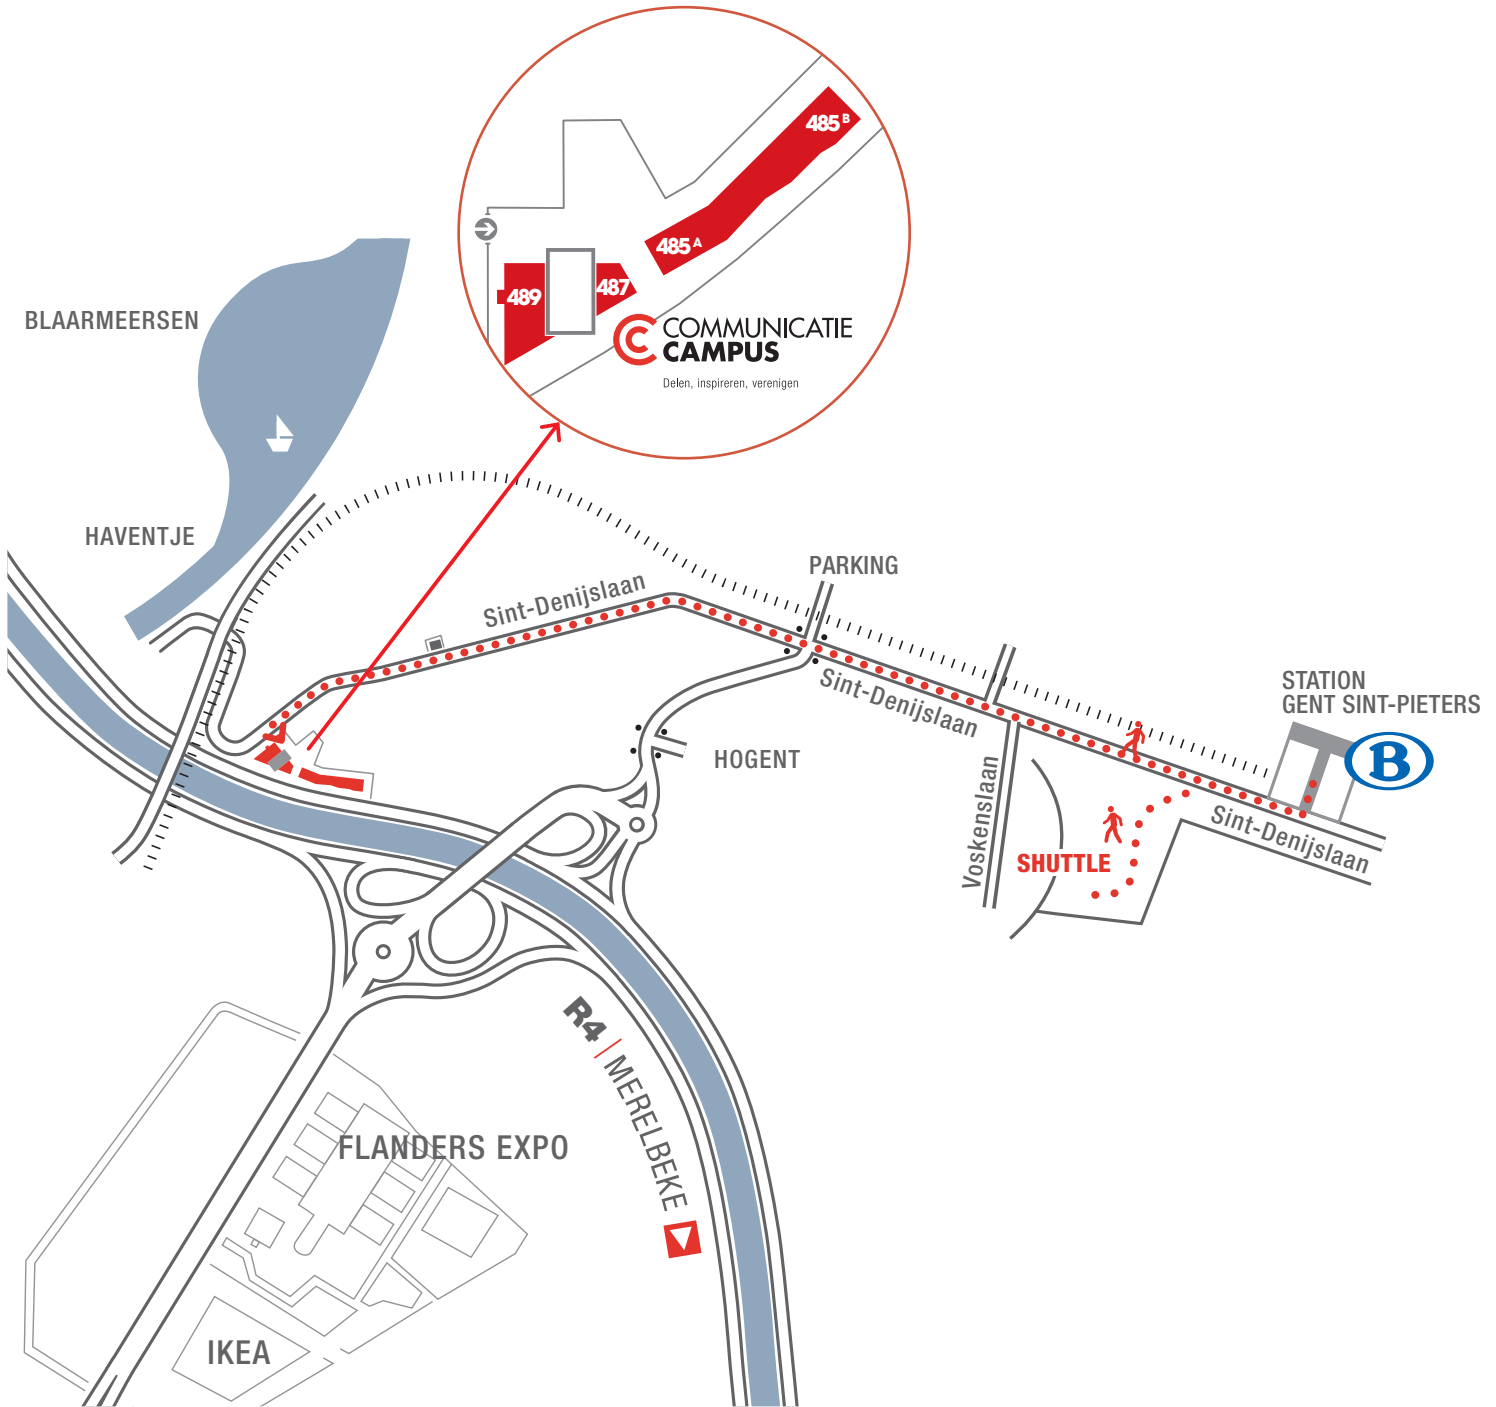 485 B
485 A
489
487
COMMUNICATIE
CAMPUS
Delen, inspireren, verenigen
BLAARMEERSEN
HAVENTJE
Sint-Denijslaan
PARKING
Sint-Denijslaan
STATION
GENT SINT-PIETERS
B
HOGENT
Voskenslaan
SHUTTLE
Sint-Denijslaan
R4 | MERELBEKE
FLANDERS EXPO
IKEA